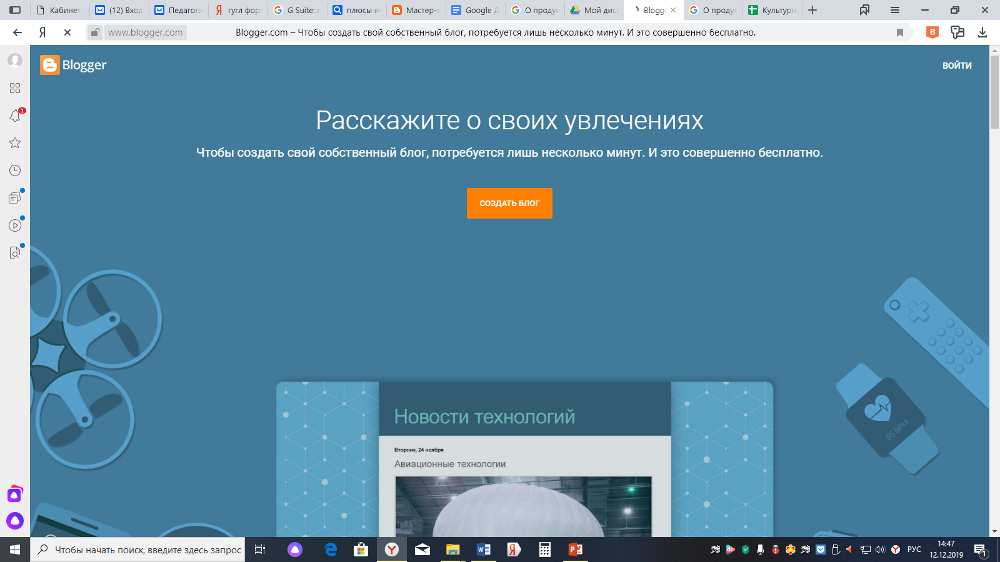 Кабинет
(12) Вход
Педагоги
гугл фор
G Suite: п
плюсы ис
Мастер-к
Google Д
О продук
Мой дис
Blogge
О продук
Культурн
www.blogger.com
Blogger.com – Чтобы создать свой собственный блог, потребуется лишь несколько минут. И это совершенно бесплатно.
Blogger
ВОЙТИ
Расскажите о своих увлечениях
Чтобы создать свой собственный блог, потребуется лишь несколько минут. И это совершенно бесплатно.
СОЗДАТЬ БЛОГ
85 BPM
Новости технологий
Вторник, 24 ноября
Авиационные технологии
Чтобы начать поиск, введите здесь запрос
РУС
14:47
12.12.2019
1